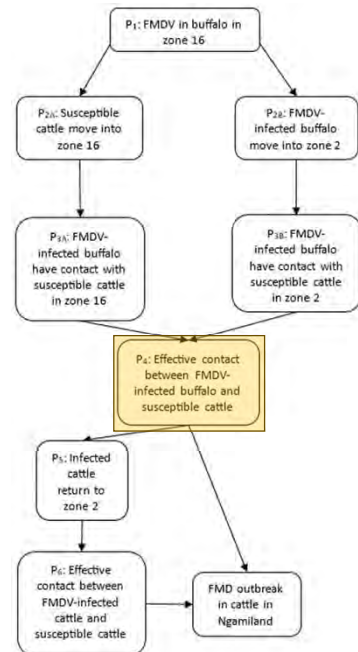 P₁: FMDV in buffalo in
zone 16
P₂A: Susceptible
cattle move into
zone 16
P₂B: FMDV-
infected buffalo
move into zone 2
P₃A: FMDV-
infected buffalo
have contact with
susceptible cattle
in zone 16
P₃B: FMDV-
infected buffalo
have contact with
susceptible cattle
in zone 2
P₄: Effective contact
between FMDV-
infected buffalo and
susceptible cattle
P₅: Infected
cattle
return to
zone 2
P₆: Effective
contact between
FMDV-infected
cattle and
susceptible cattle
FMD outbreak
in cattle in
Ngamiland